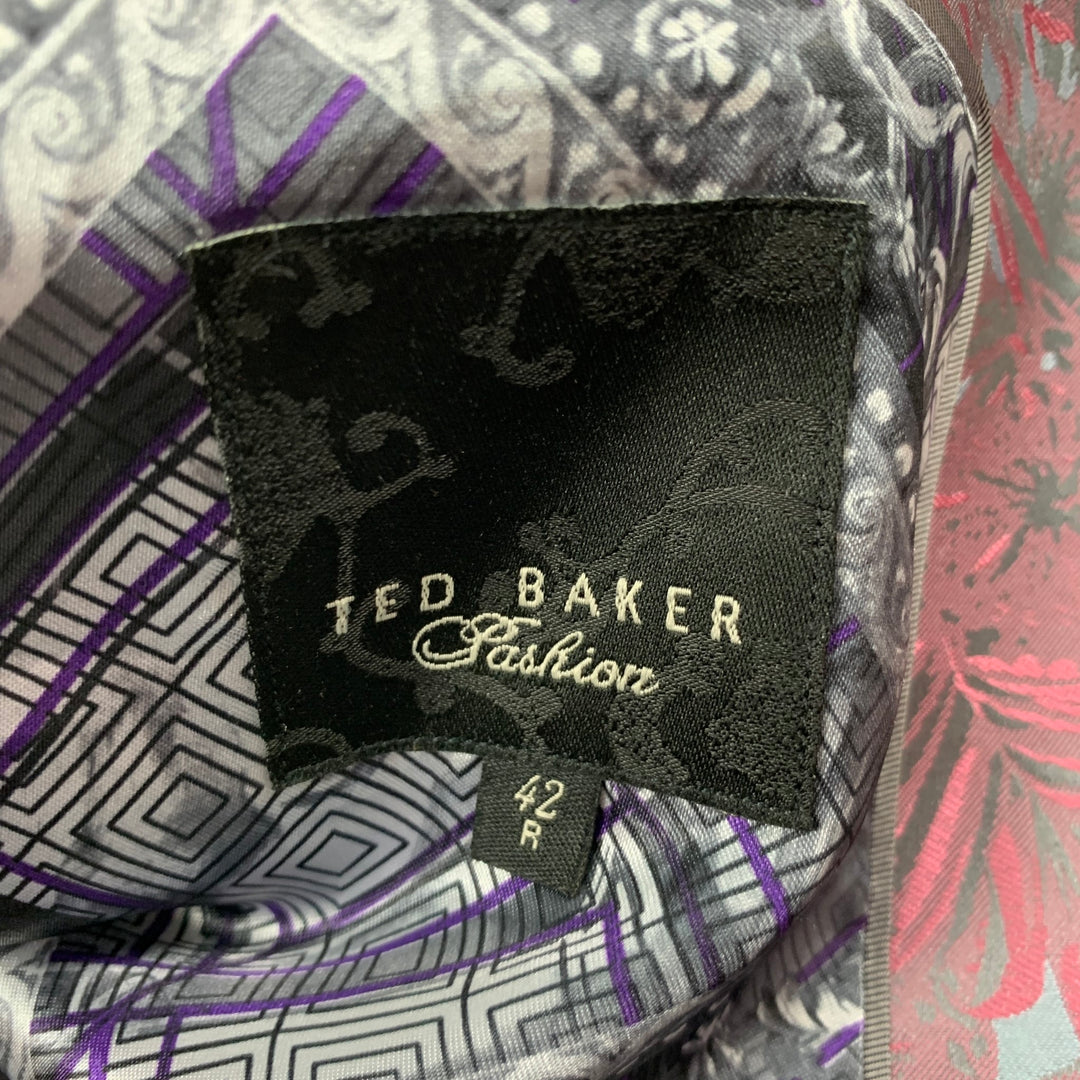 TED BAKER
Fashion
42
R